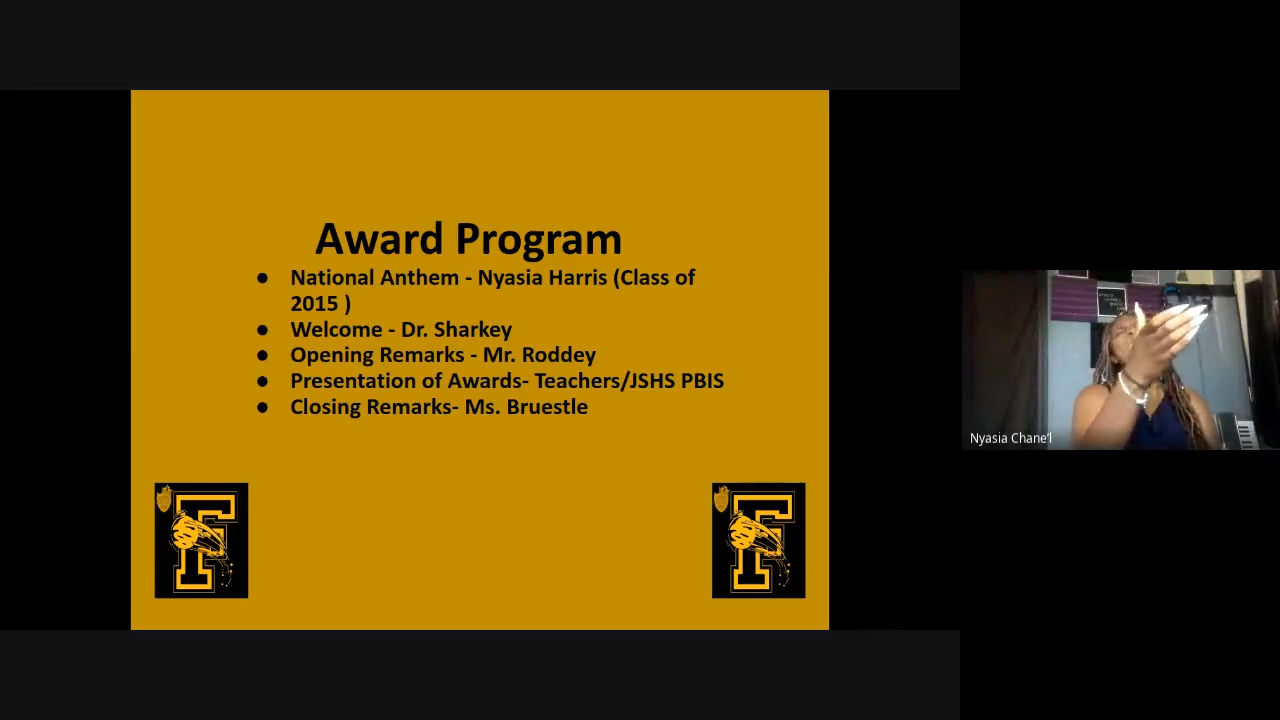 Award Program
● National Anthem - Nyasia Harris (Class of
2015 )
● Welcome - Dr. Sharkey
● Opening Remarks - Mr. Roddey
● Presentation of Awards- Teachers/JSHS PBIS
● Closing Remarks- Ms. Bruestle
F
F
Nyasia Chane'l